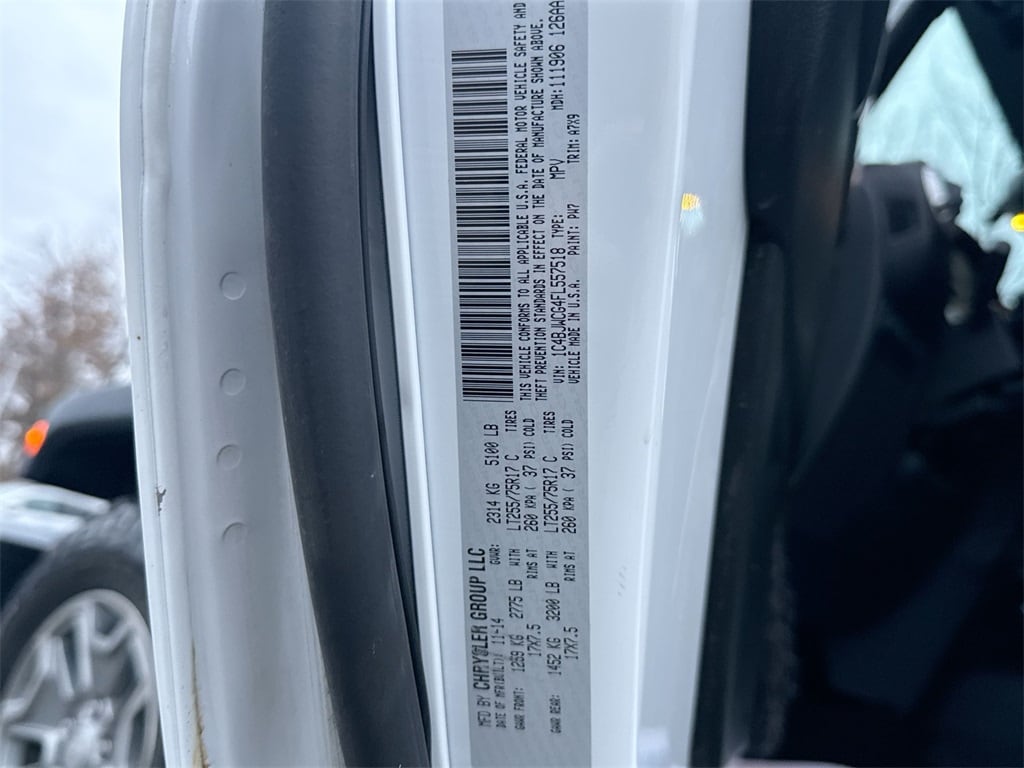 MFD BY CHRYSLER GROUP LLC
DATE OF MFR(BUILT) 11-14 GVWR: 2314 KG 5100 LB
GAWR FRONT: 1259 KG 2775 LB WITH LT255/75R17 C TIRES
17X7.5 RIMS AT 260 KPA ( 37 PSI) COLD
GAWR REAR: 1452 KG 3200 LB WITH LT255/75R17 C TIRES
17X7.5 RIMS AT 260 KPA ( 37 PSI) COLD
THIS VEHICLE CONFORMS TO ALL APPLICABLE U.S.A. FEDERAL MOTOR VEHICLE SAFETY AND
THEFT PREVENTION STANDARDS IN EFFECT ON THE DATE OF MANUFACTURE SHOWN ABOVE.
VIN: 1C4BJWCG4FL557518 TYPE: MPV MDH:111906 126AA
VEHICLE MADE IN U.S.A. PAINT: PW7 TRIM: A7X9